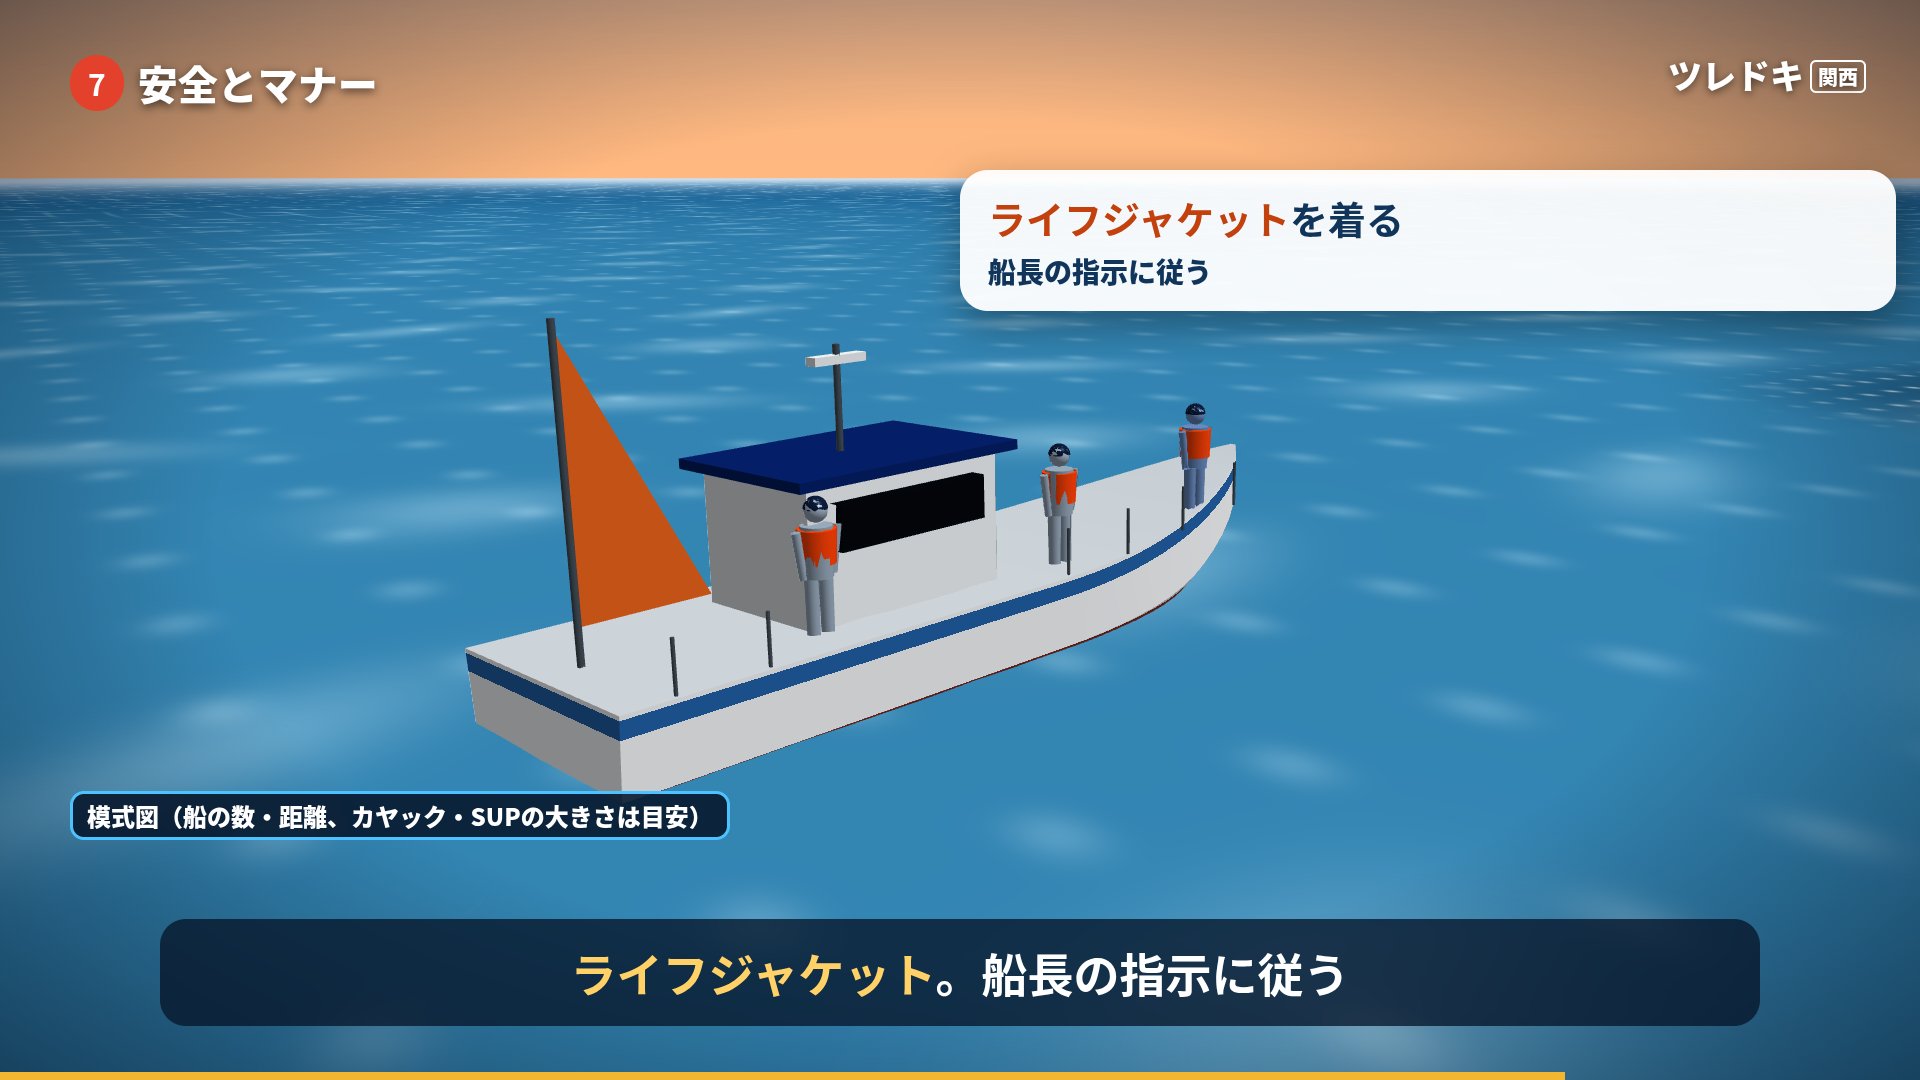 7 安全とマナー
ツレドキ 関西
ライフジャケットを着る
船長の指示に従う
模式図（船の数・距離、カヤック・SUPの大きさは目安）
ライフジャケット。船長の指示に従う